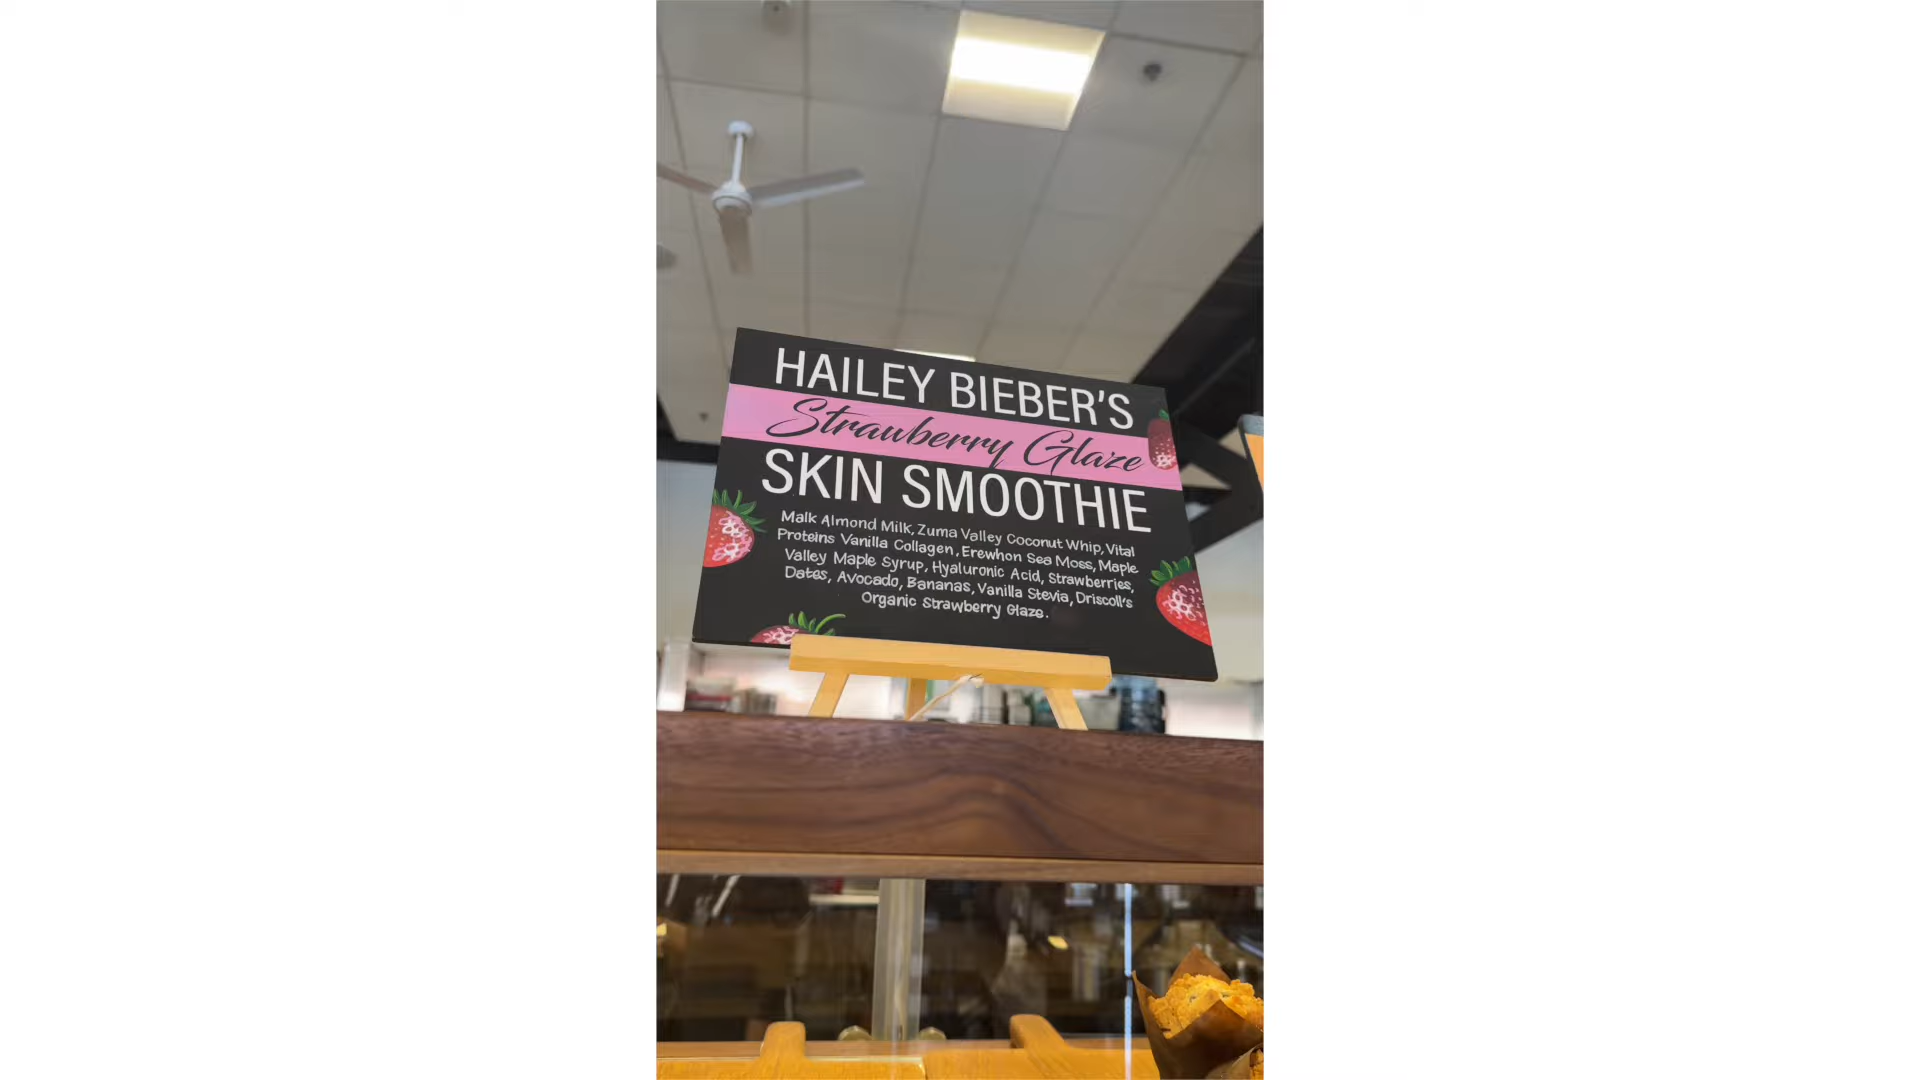 HAILEY BIEBER'S
Strawberry Glaze
SKIN SMOOTHIE
Malk Almond Milk, Zuma Valley Coconut Whip, Vital
Proteins Vanilla Collagen, Erewhon Sea Moss, Maple
Valley Maple Syrup, Hyaluronic Acid, Strawberries,
Dates, Avocado, Bananas, Vanilla Stevia, Driscoll's
Organic Strawberry Glaze.